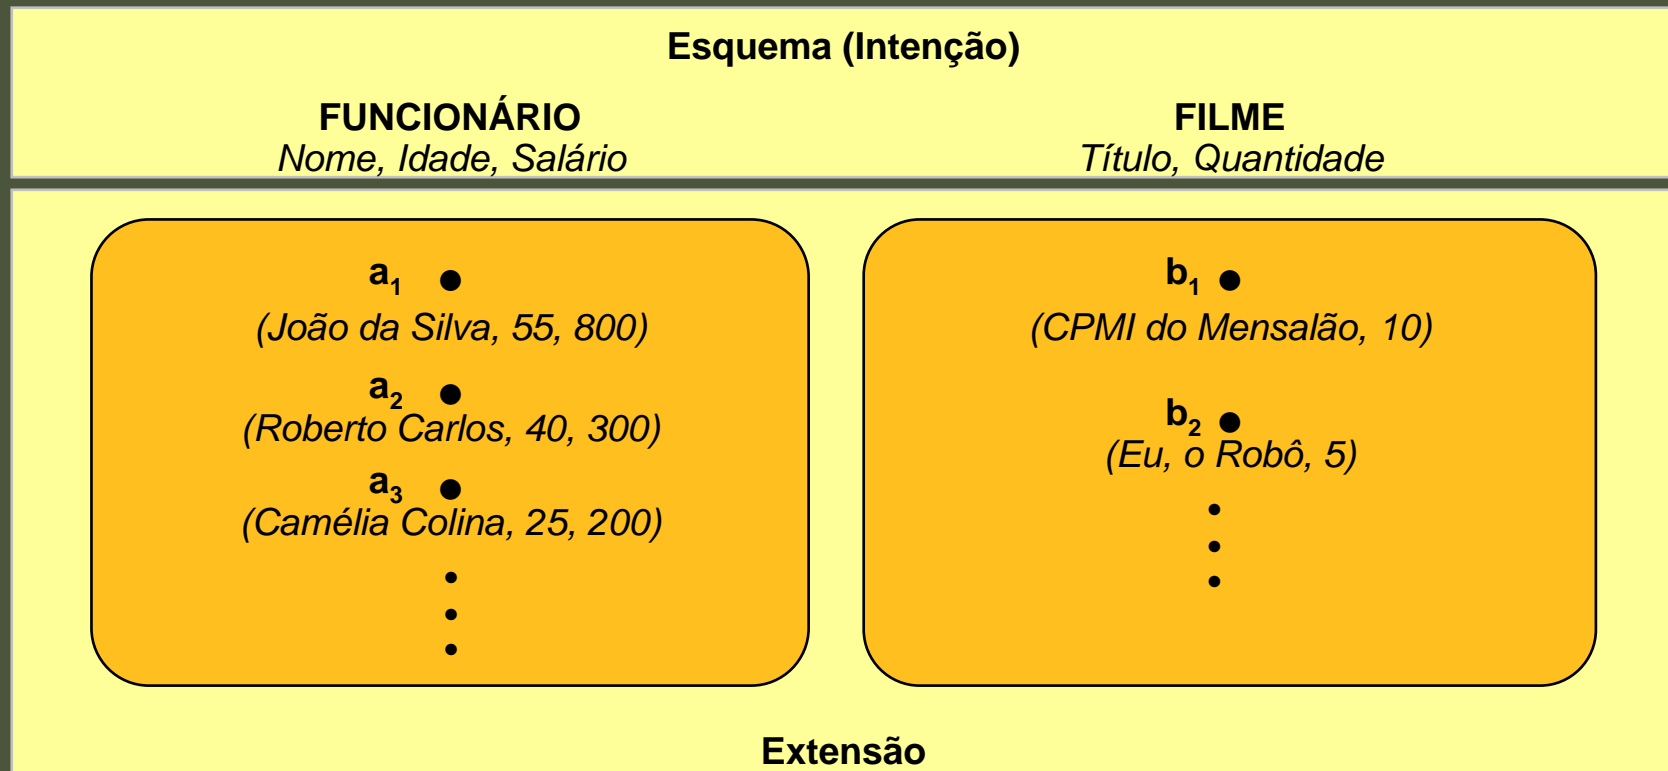 Esquema (Intenção)
FUNCIONÁRIO
Nome, Idade, Salário
FILME
Título, Quantidade
a1
(João da Silva, 55, 800)
a2
(Roberto Carlos, 40, 300)
a3
(Camélia Colina, 25, 200)
b1
(CPMI do Mensalão, 10)
b2
(Eu, o Robô, 5)
Extensão